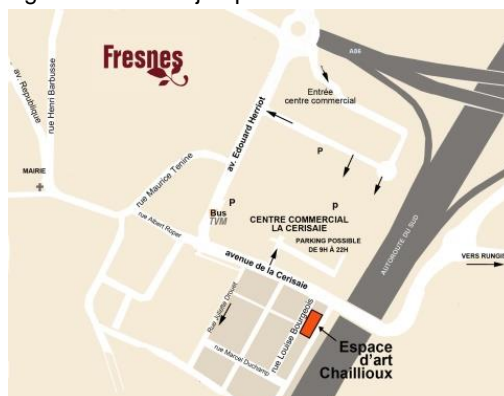 A86
Fresnes
av. République
rue Henri Barbusse
Entrée
centre commercial
av. Edouard Herriot
P
MAIRIE
rue Maurice Tenine
P
P
Bus
TVM
CENTRE COMMERCIAL
LA CERISAIE
PARKING POSSIBLE
DE 9H À 22H
rue Albert Roper
AUTOROUTE DU SUD
VERS RUNGIS
avenue de la Cerisaie
Rue Juliette Drouet
rue Louise Bourgeois
rue Marcel Duchamp
Espace
d'art
Chaillioux